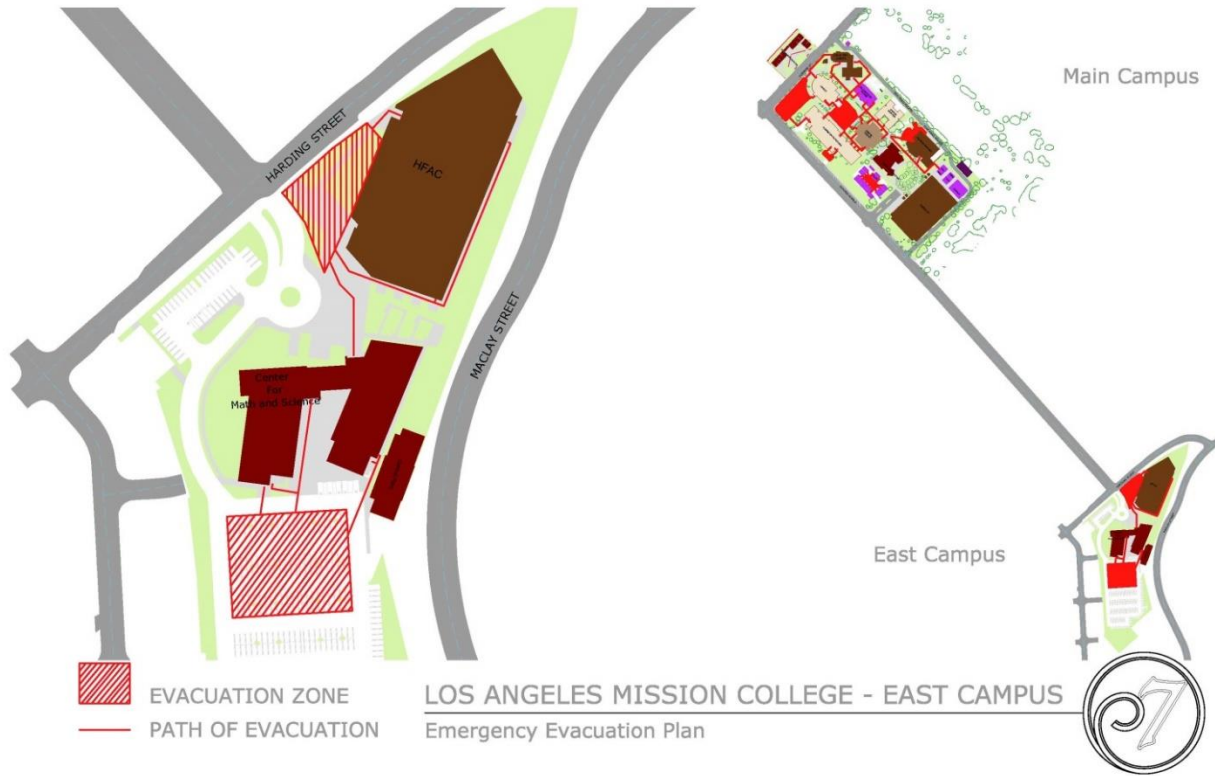 Main Campus
HARDING STREET
HFAC
MACLAY STREET
Center
For
Math and Science
East Campus
EVACUATION ZONE
LOS ANGELES MISSION COLLEGE - EAST CAMPUS
PATH OF EVACUATION
Emergency Evacuation Plan
7